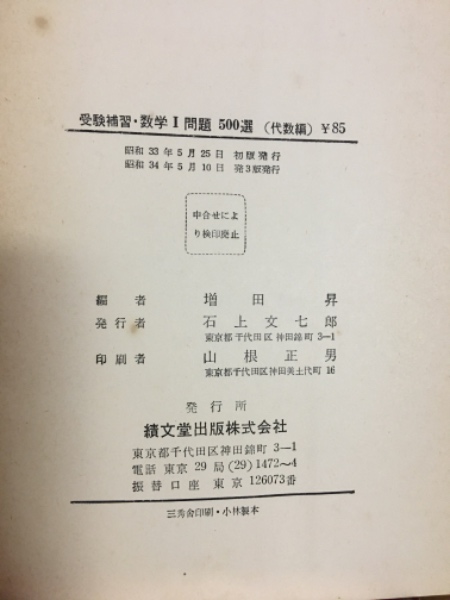 受験補習・数学Ⅰ問題 500選 (代数編) ￥85
昭和 33 年 5 月 25 日 初版発行
昭和 34 年 5 月 10 日 発3版発行
申合せによ
り検印廃止
編者 増田昇
発行者 石上文七郎
東京都千代田区神田錦町 3―1
印刷者 山根正男
東京都千代田区神田美土代町 16
発行所
績文堂出版株式会社
東京都千代田区神田錦町 3―1
電話 東京 29 局 (29) 1472〜4
振替口座 東京 126073番
三秀舎印刷・小林製本